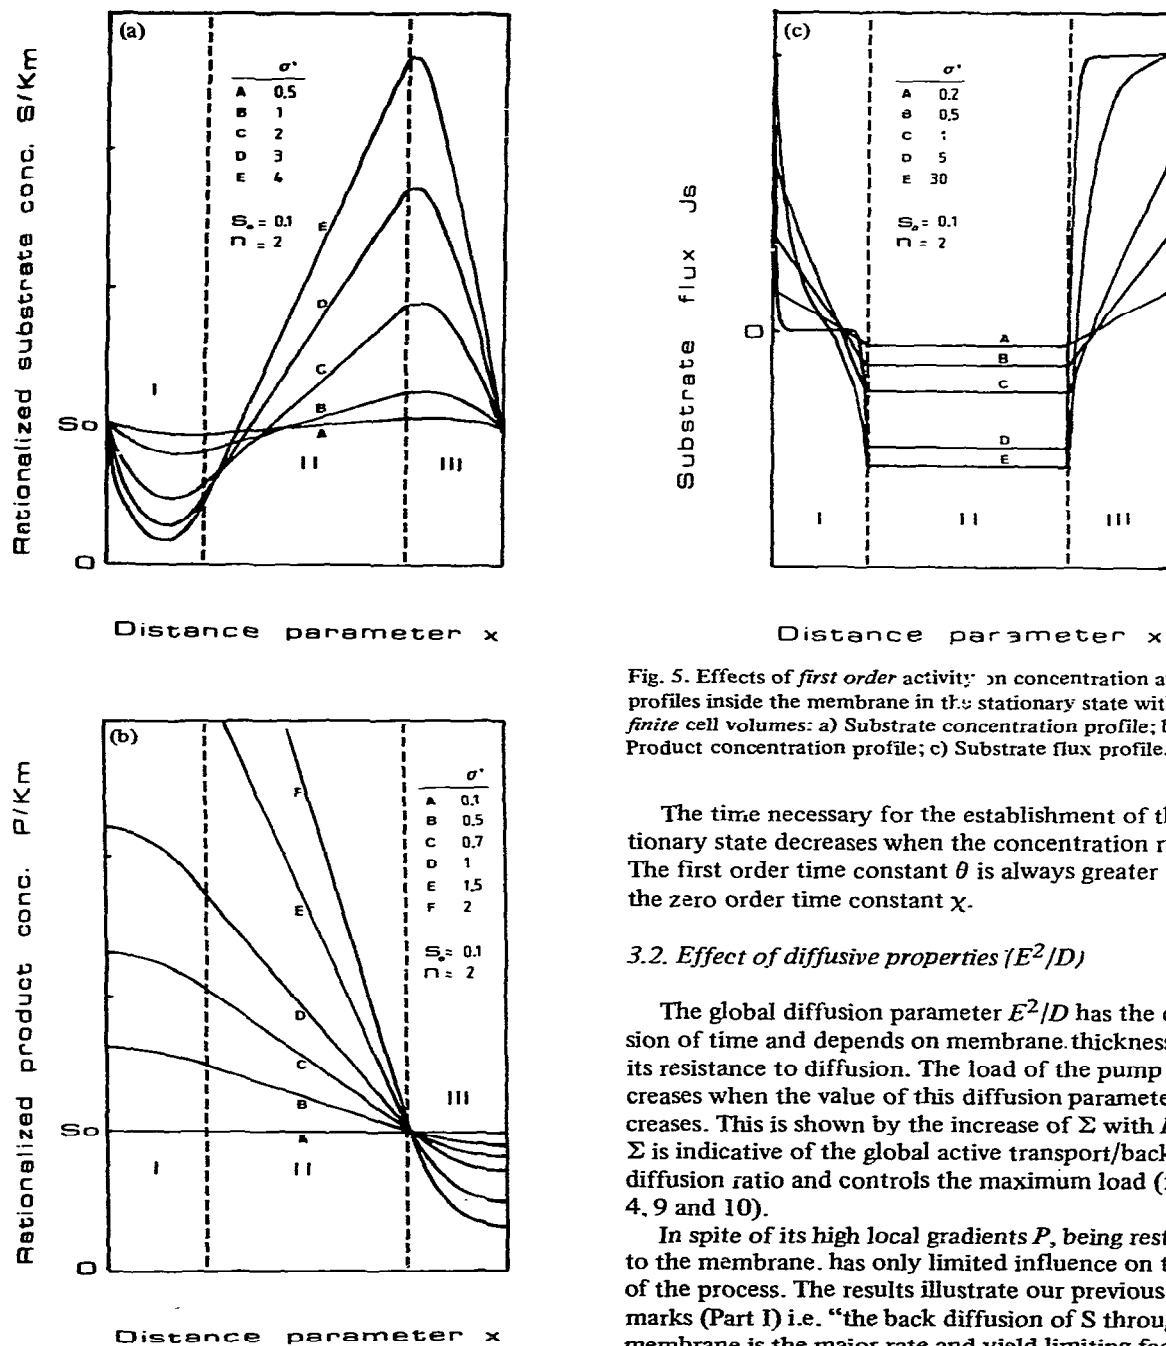 (a)
σ*
A 0.5
B 1
C 2
D 3
E 4
S₀ = 0.1
n = 2
Rationalized substrate conc. S/Km
So
O
I
II
III
A
B
C
D
E
Distance parameter x
(b)
σ*
A 0.1
B 0.5
C 0.7
D 1
E 1.5
F 2
S₀ = 0.1
n = 2
Rationalized product conc. P/Km
So
O
I
II
III
A
B
C
D
E
F
Distance parameter x
(c)
σ*
A 0.2
B 0.5
C 1
D 5
E 30
S₀ = 0.1
n = 2
Substrate flux Js
O
A
B
C
D
E
I
II
III
Distance parameter x
Fig. 5. Effects of first order activity on concentration a
profiles inside the membrane in the stationary state wit
finite cell volumes: a) Substrate concentration profile; b
Product concentration profile; c) Substrate flux profile.
The time necessary for the establishment of th
tionary state decreases when the concentration r
The first order time constant θ is always greater
the zero order time constant χ.
3.2. Effect of diffusive properties (E²/D)
The global diffusion parameter E²/D has the
sion of time and depends on membrane thickness
its resistance to diffusion. The load of the pump
creases when the value of this diffusion paramete
creases. This is shown by the increase of Σ with
Σ is indicative of the global active transport/back
diffusion ratio and controls the maximum load
4, 9 and 10).
In spite of its high local gradients P, being rest
to the membrane. has only limited influence on t
of the process. The results illustrate our previous
marks (Part I) i.e. “the back diffusion of S throu
membrane is the major rate and yield limiting fac